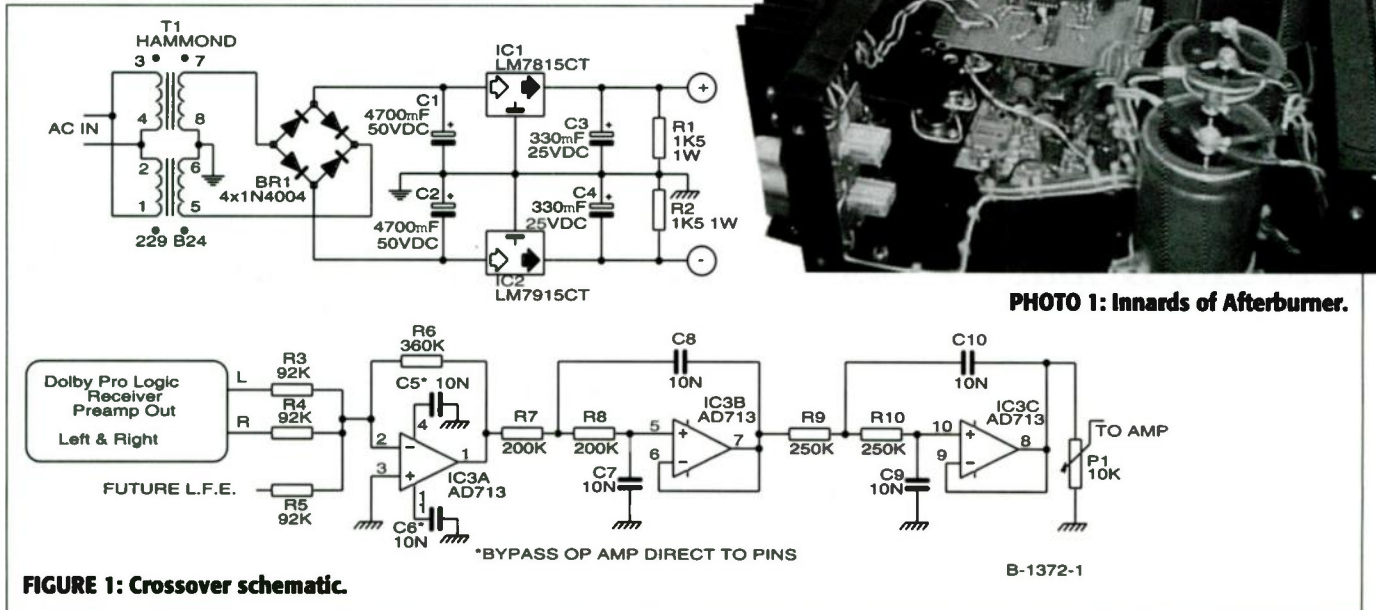 T1
HAMMOND
3 • • 7
4 8
2 6
1 5
• •
229 B24
AC IN
BR1
4x1N4004
C1
4700mF
50VDC
C2
4700mF
50VDC
IC1
LM7815CT
IC2
LM7915CT
C3
330mF
25VDC
C4
330mF
25VDC
R1
1K5
1W
R2
1K5 1W
+
-
PHOTO 1: Innards of Afterburner.
Dolby Pro Logic
Receiver
Preamp Out
Left & Right
L
R
FUTURE L.F.E.
R3
92K
R4
92K
R5
92K
R6
360K
C5* 10N
4
2
3
1
11
IC3A
AD713
C6*
10N
R7
200K
R8
200K
C7
10N
C8
10N
IC3B
AD713
5
6
7
R9
250K
R10
250K
C9
10N
C10
10N
IC3C
AD713
10
9
8
TO AMP
P1
10K
*BYPASS OP AMP DIRECT TO PINS
B-1372-1
FIGURE 1: Crossover schematic.